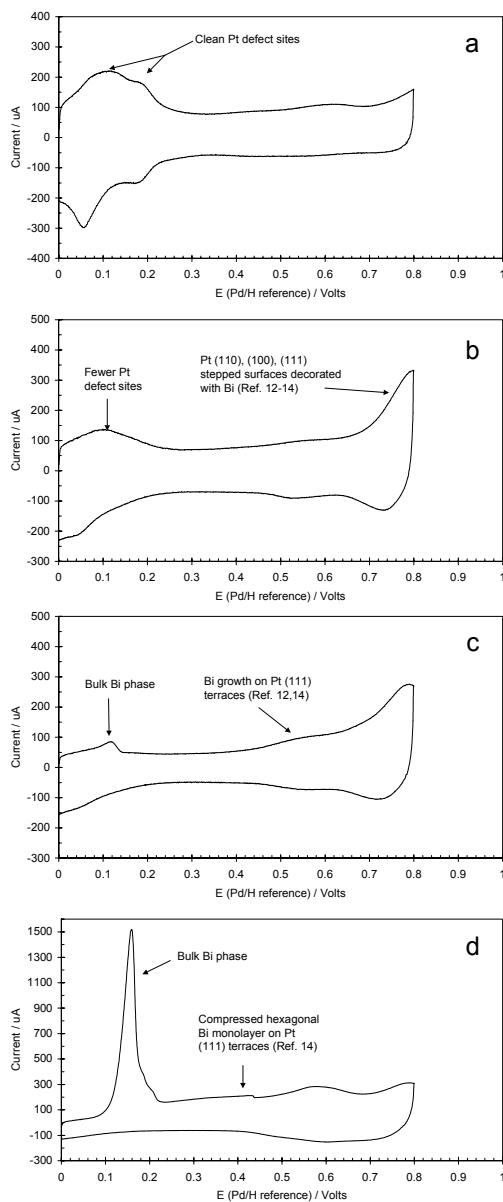 400
300
200
100
0
-100
-200
-300
-400
Current / uA
Clean Pt defect sites
a
0 0.1 0.2 0.3 0.4 0.5 0.6 0.7 0.8 0.9 1
E (Pd/H reference) / Volts
500
400
300
200
100
0
-100
-200
-300
Current / uA
Fewer Pt
defect sites
Pt (110), (100), (111)
stepped surfaces decorated
with Bi (Ref. 12-14)
b
0 0.1 0.2 0.3 0.4 0.5 0.6 0.7 0.8 0.9 1
E (Pd/H reference) / Volts
500
400
300
200
100
0
-100
-200
-300
Current / uA
Bulk Bi phase
Bi growth on Pt (111)
terraces (Ref. 12,14)
c
0 0.1 0.2 0.3 0.4 0.5 0.6 0.7 0.8 0.9 1
E (Pd/H reference) / Volts
1500
1300
1100
900
700
500
300
100
-100
-300
Current / uA
Bulk Bi phase
Compressed hexagonal
Bi monolayer on Pt
(111) terraces (Ref. 14)
d
0 0.1 0.2 0.3 0.4 0.5 0.6 0.7 0.8 0.9 1
E (Pd/H reference) / Volts